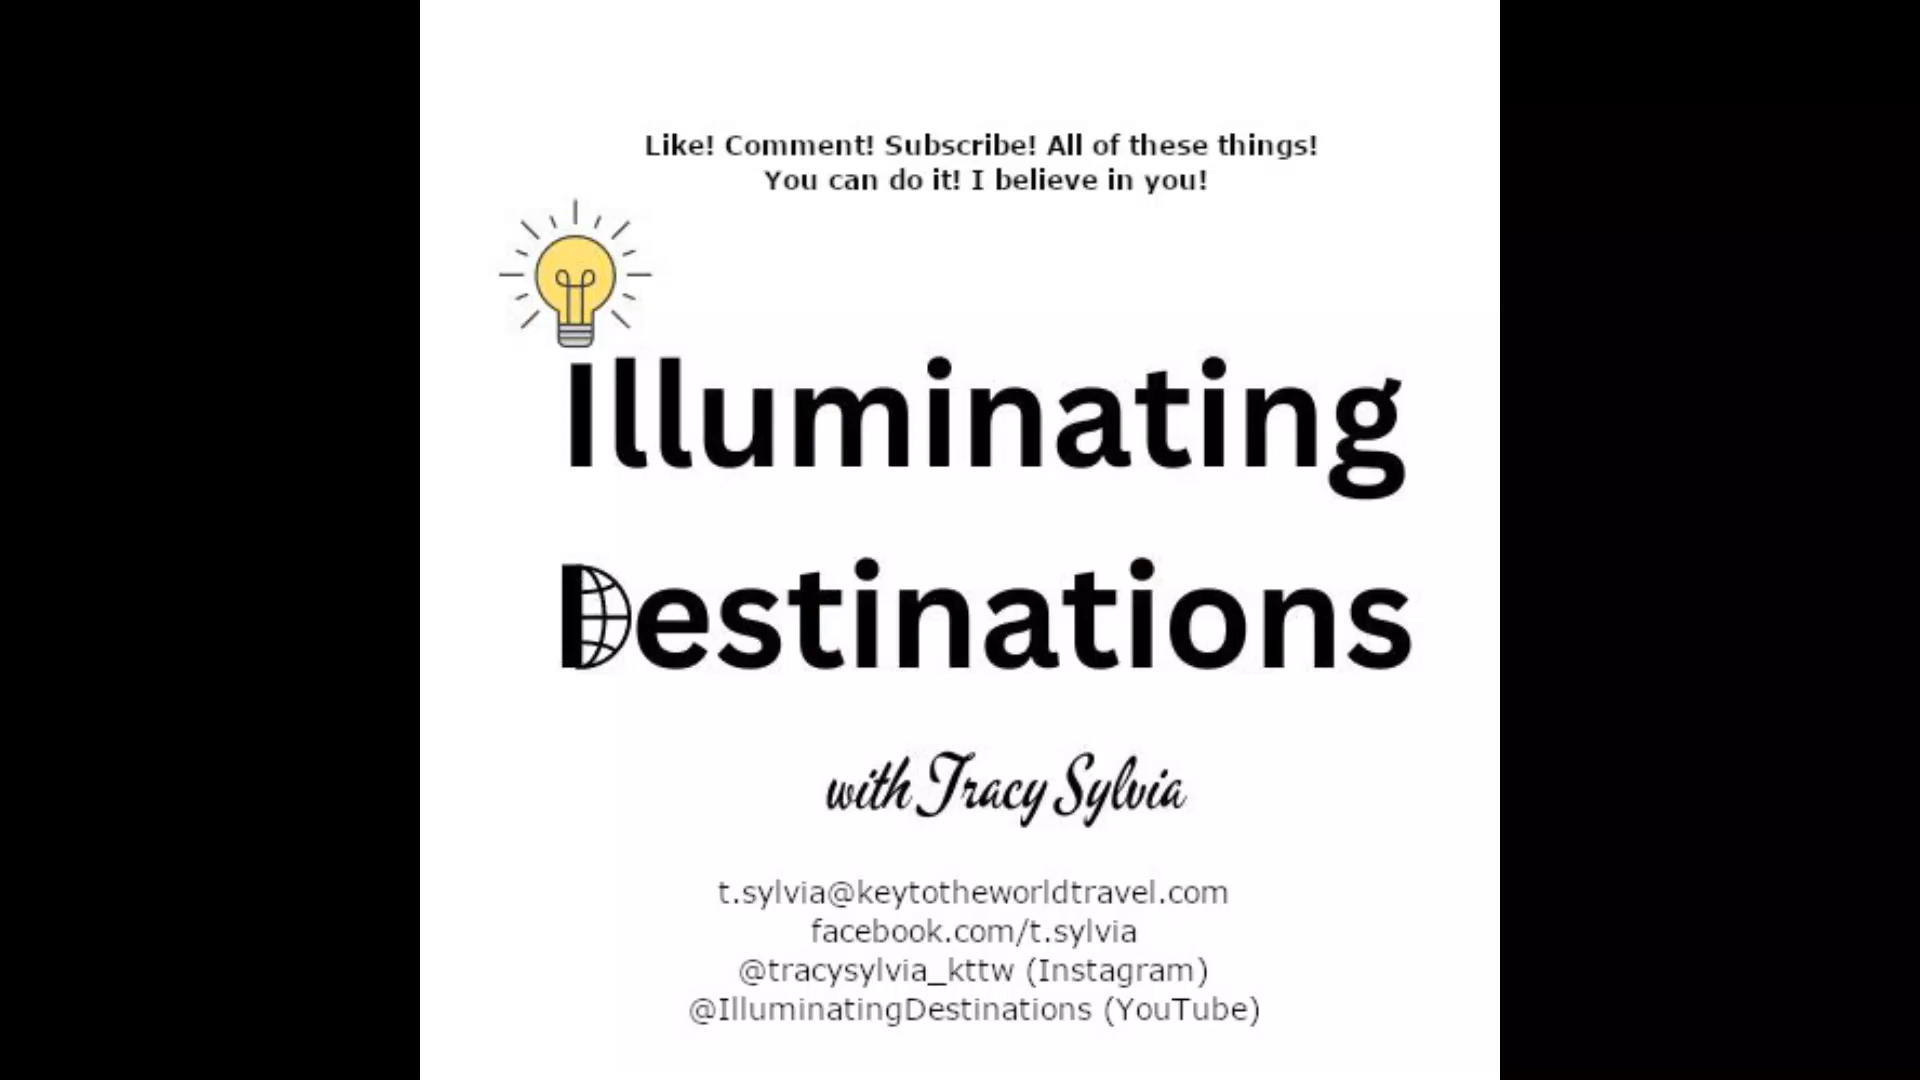 Like! Comment! Subscribe! All of these things!
You can do it! I believe in you!
Illuminating
Destinations
with Tracy Sylvia
t.sylvia@keytotheworldtravel.com
facebook.com/t.sylvia
@tracysylvia_kttw (Instagram)
@IlluminatingDestinations (YouTube)